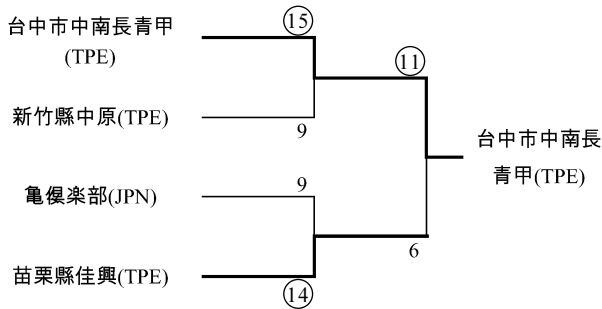 台中市中南長青甲
(TPE)
⑮
新竹縣中原(TPE)
9
⑪
台中市中南長
青甲(TPE)
亀俱楽部(JPN)
9
6
苗栗縣佳興(TPE)
⑭